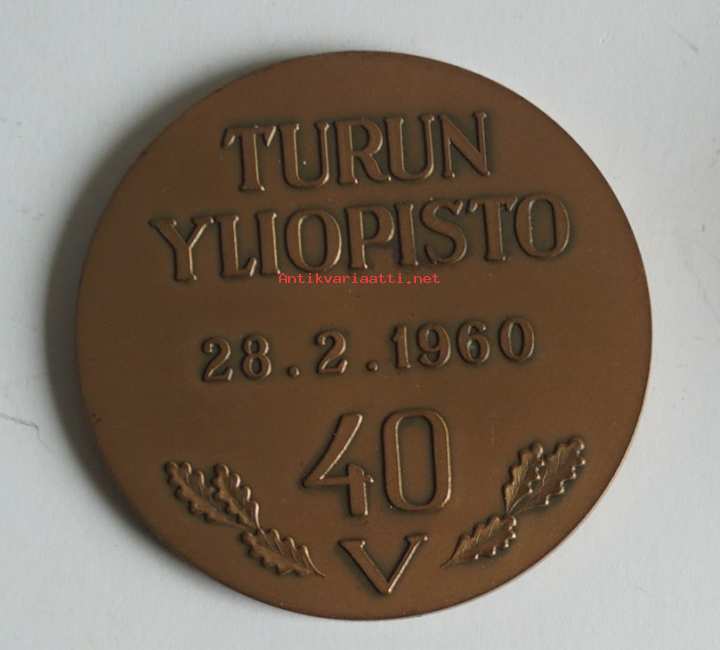 TURUN
YLIOPISTO
Antikvariaatti.net
28.2.1960
40
V